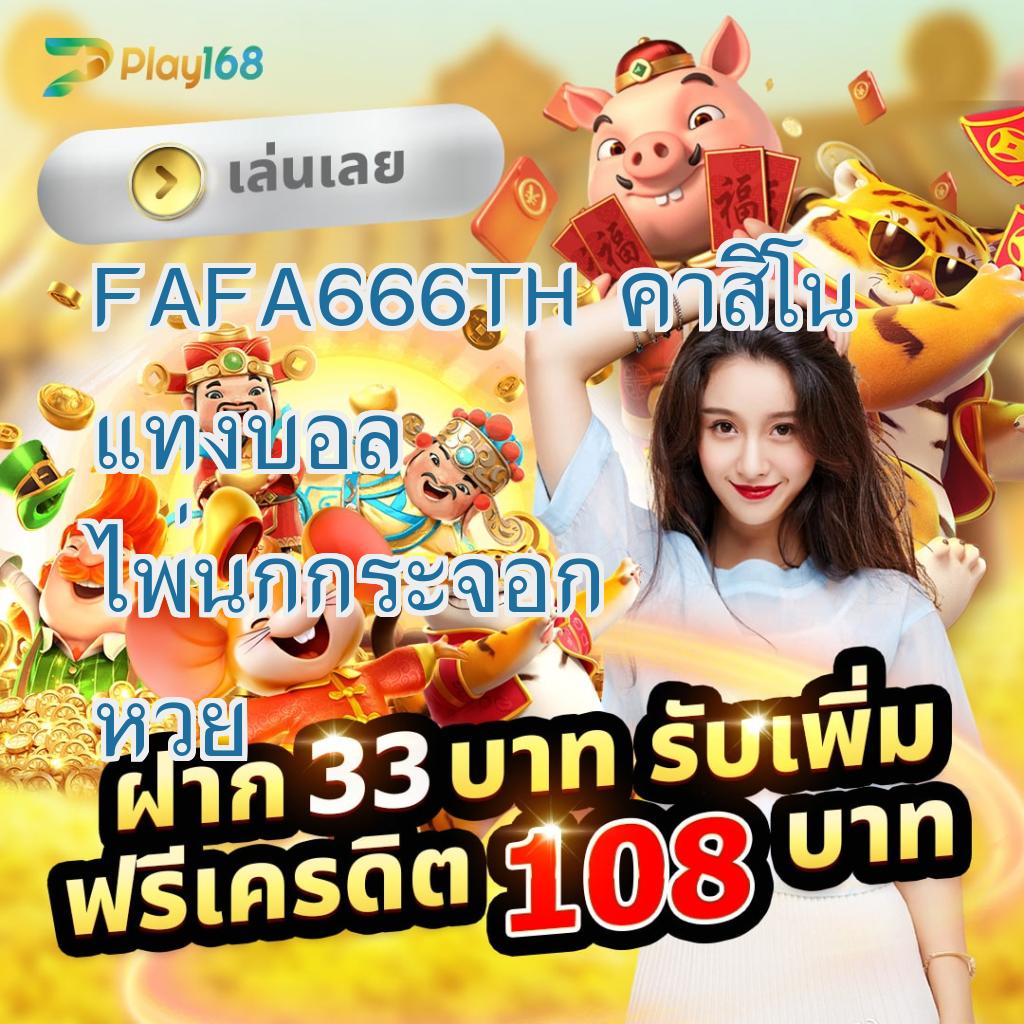 Play168
เล่นเลย
FAFA666TH คาสิโน
แทงบอล
ไพ่นกกระจอก
หวย
ฝาก 33 บาท รับเพิ่ม
ฟรีเครดิต 108 บาท
福 福